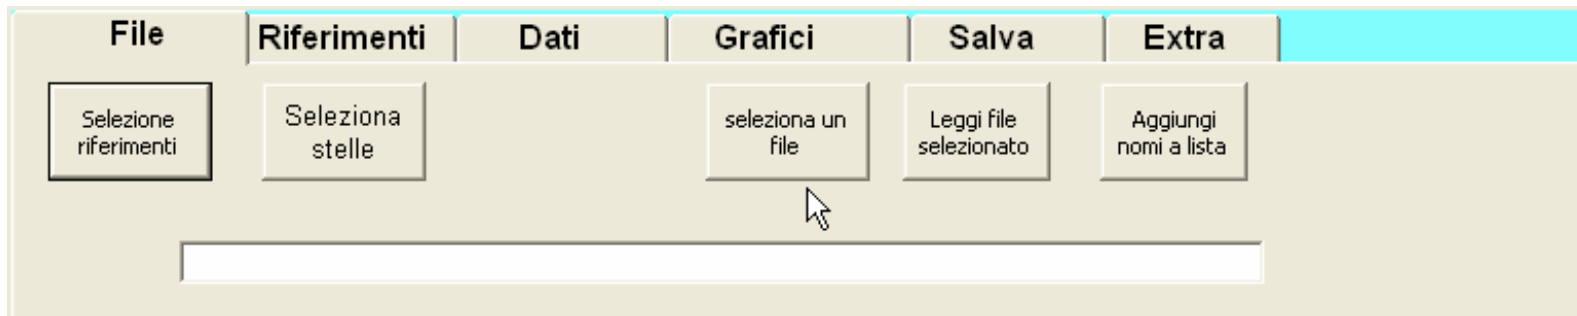 File Riferimenti Dati Grafici Salva Extra
Selezione
riferimenti
Seleziona
stelle
seleziona un
file
Leggi file
selezionato
Aggiungi
nomi a lista